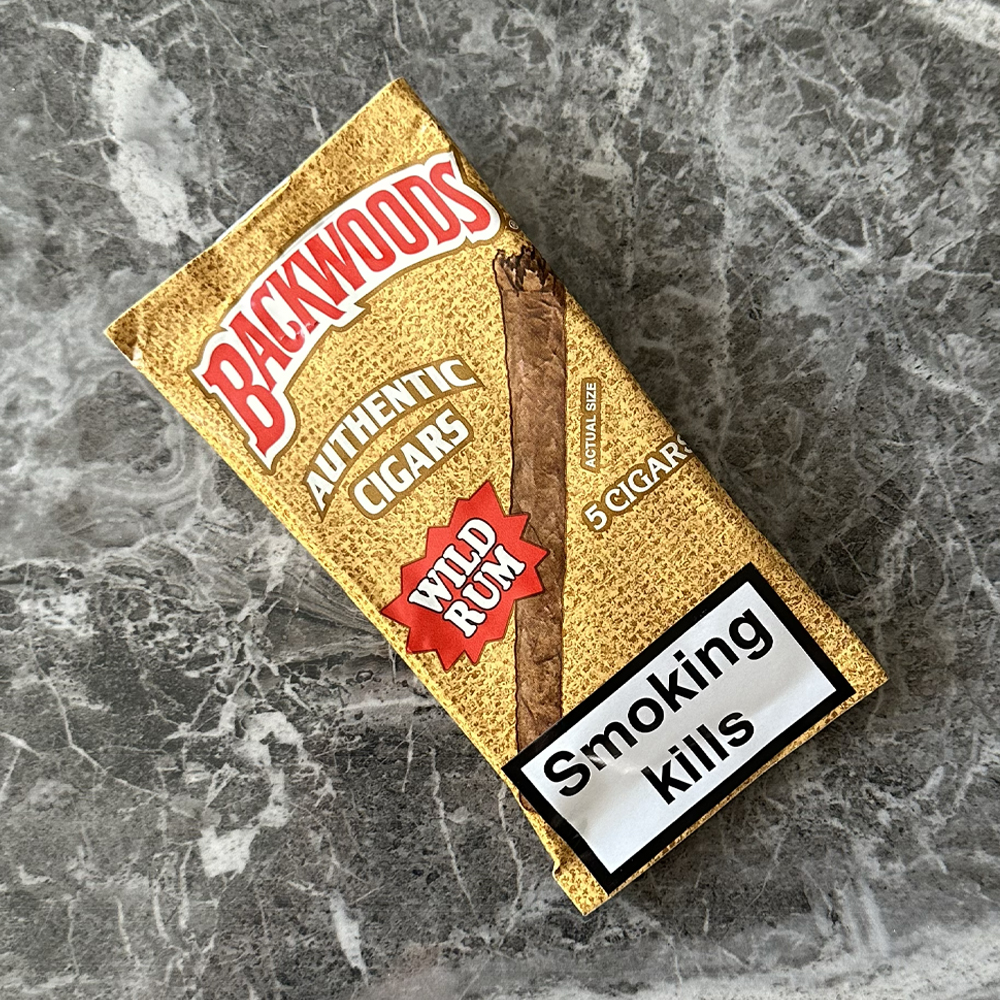 BACKWOODS®
AUTHENTIC
CIGARS
WILD
RUM
ACTUAL SIZE
5 CIGARS
Smoking
kills